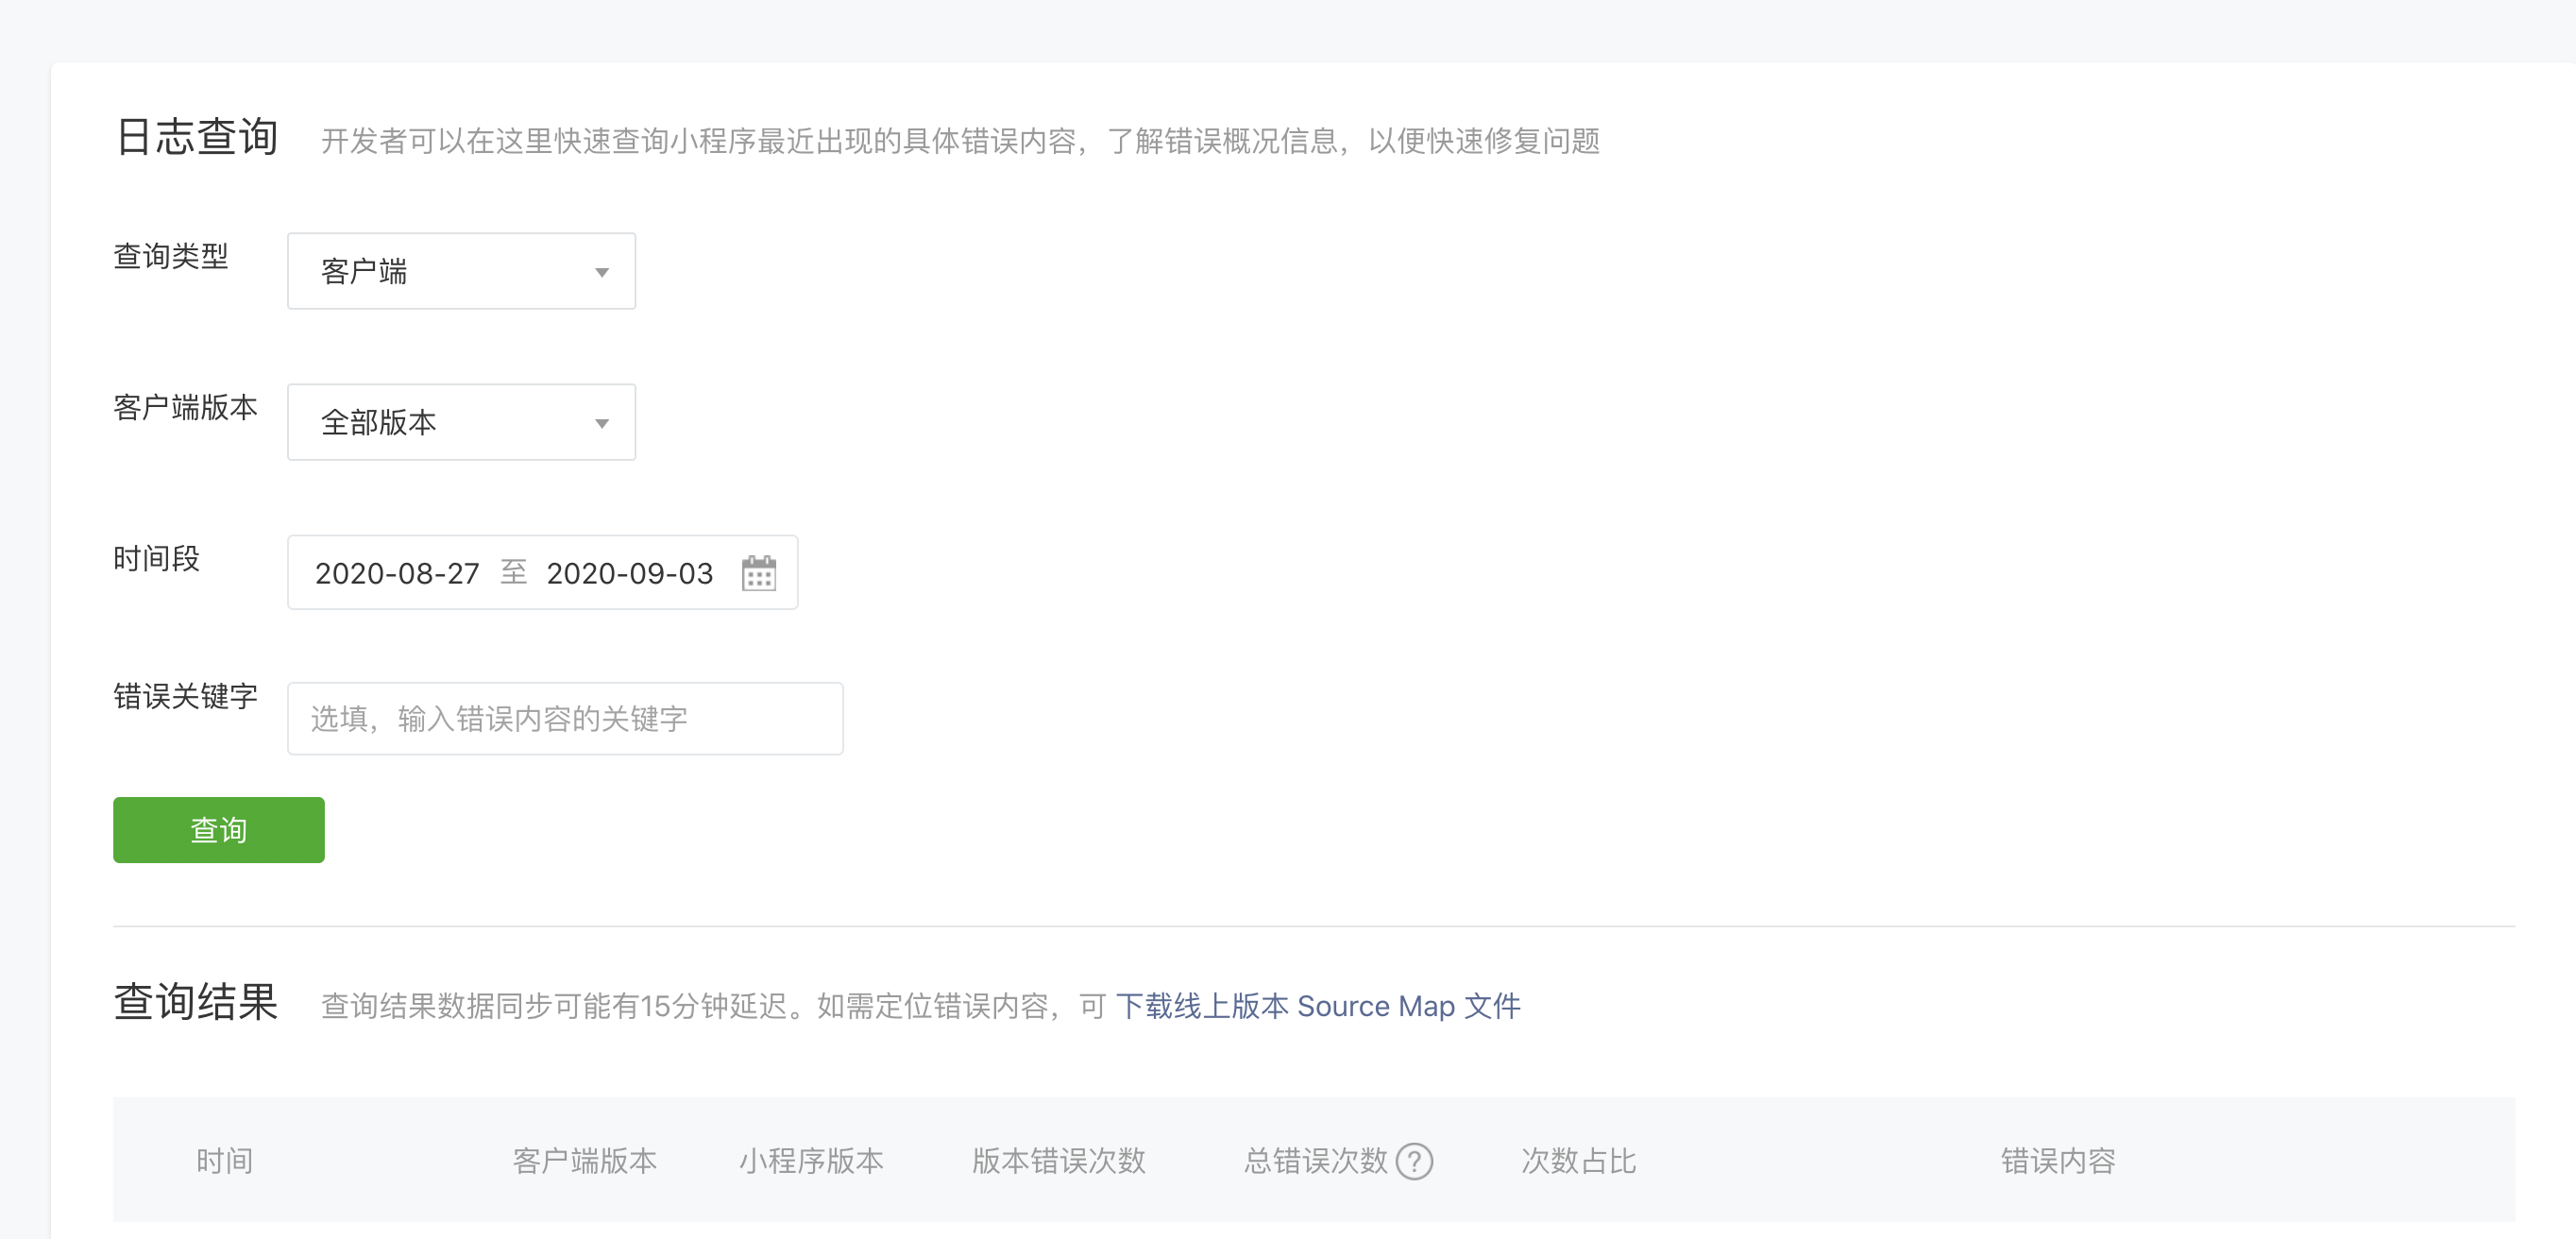 日志查询 开发者可以在这里快速查询小程序最近出现的具体错误内容，了解错误概况信息，以便快速修复问题
查询类型 客户端
客户端版本 全部版本
时间段 2020-08-27 至 2020-09-03
错误关键字 选填，输入错误内容的关键字
查询
查询结果 查询结果数据同步可能有15分钟延迟。如需定位错误内容，可 下载线上版本 Source Map 文件
时间 客户端版本 小程序版本 版本错误次数 总错误次数 ? 次数占比 错误内容